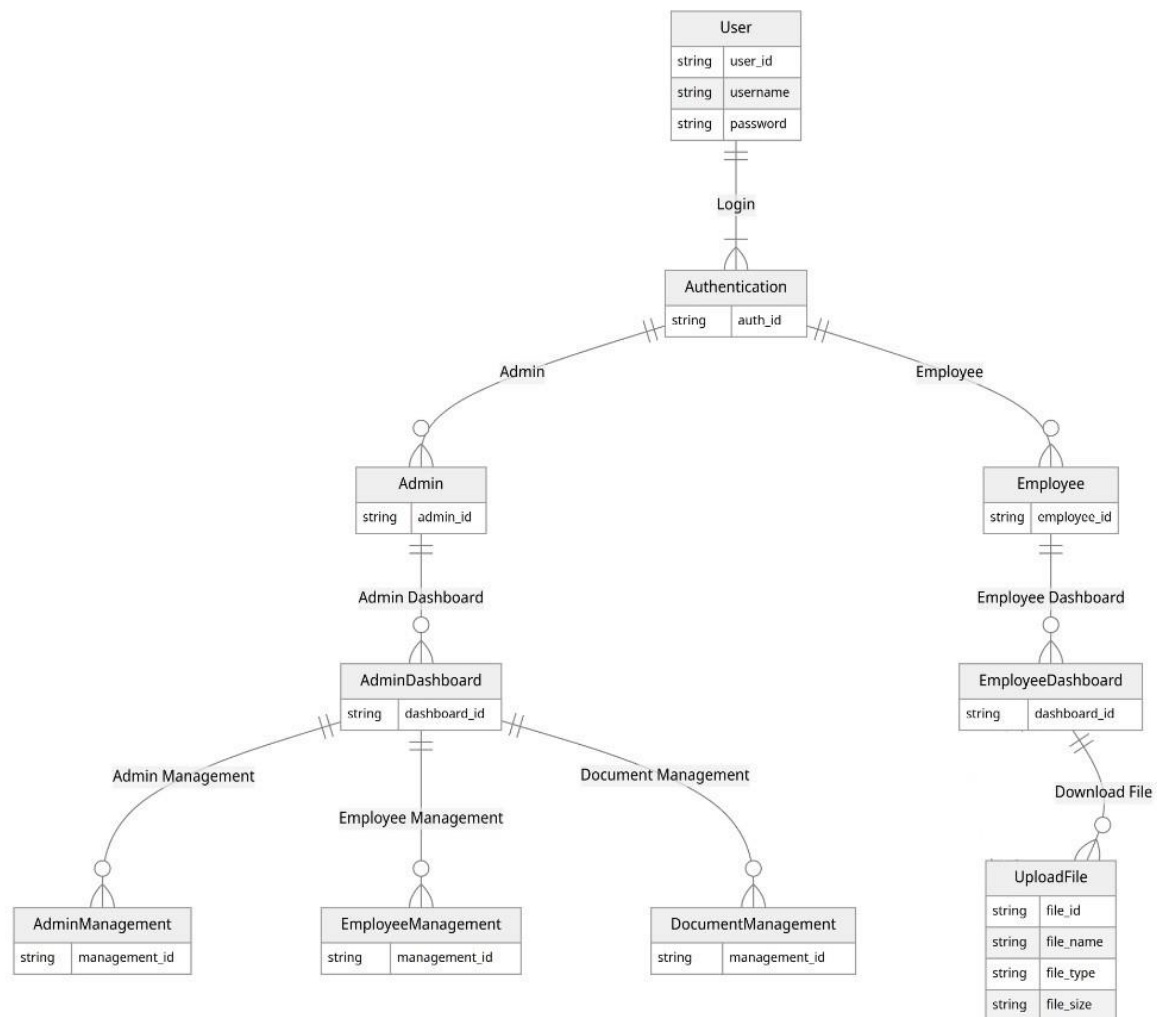 User
string user_id
string username
string password
Login
Authentication
string auth_id
Admin
Employee
Admin
string admin_id
Employee
string employee_id
Admin Dashboard
Employee Dashboard
AdminDashboard
string dashboard_id
EmployeeDashboard
string dashboard_id
Admin Management
Employee Management
Document Management
Download File
AdminManagement
string management_id
EmployeeManagement
string management_id
DocumentManagement
string management_id
UploadFile
string file_id
string file_name
string file_type
string file_size